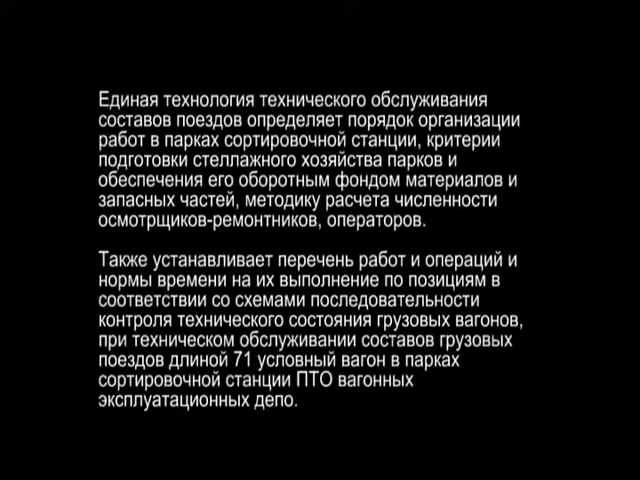 Единая технология технического обслуживания
составов поездов определяет порядок организации
работ в парках сортировочной станции, критерии
подготовки стеллажного хозяйства парков и
обеспечения его оборотным фондом материалов и
запасных частей, методику расчета численности
осмотрщиков-ремонтников, операторов.
Также устанавливает перечень работ и операций и
нормы времени на их выполнение по позициям в
соответствии со схемами последовательности
контроля технического состояния грузовых вагонов,
при техническом обслуживании составов грузовых
поездов длиной 71 условный вагон в парках
сортировочной станции ПТО вагонных
эксплуатационных депо.